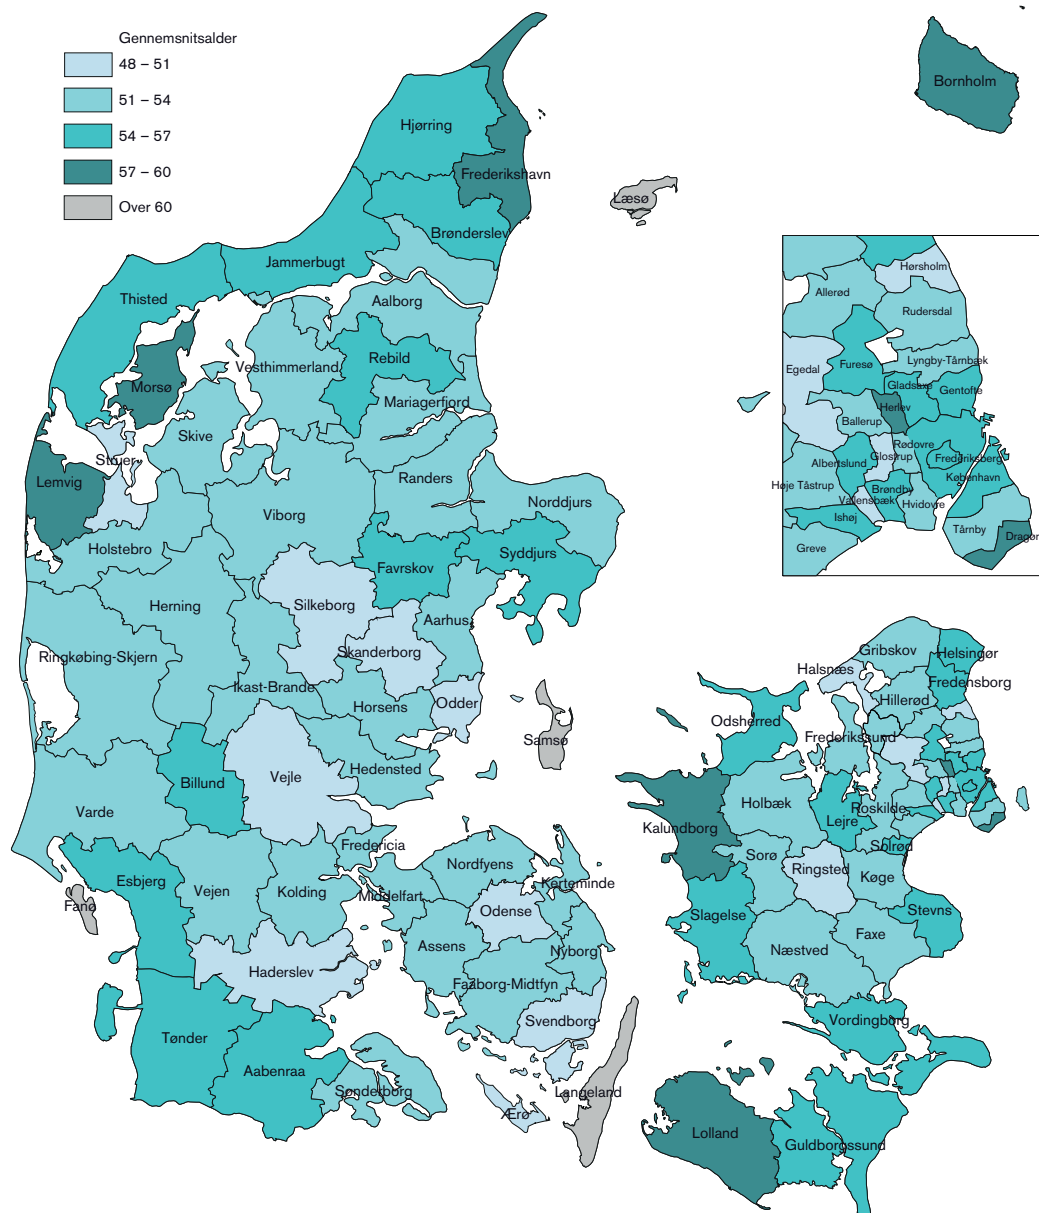 Gennemsnitsalder
48 – 51
51 – 54
54 – 57
57 – 60
Over 60
Bornholm
Hjørring
Frederikshavn
Læsø
Brønderslev
Jammerbugt
Thisted
Aalborg
Rebild
Vesthimmerland
Morsø
Mariagerfjord
Skive
Struer
Lemvig
Randers
Norddjurs
Viborg
Holstebro
Syddjurs
Favrskov
Silkeborg
Herning
Aarhus
Skanderborg
Ringkøbing-Skjern
Ikast-Brande
Odder
Horsens
Samsø
Hedensted
Vejle
Billund
Varde
Fredericia
Esbjerg
Vejen
Kolding
Fanø
Haderslev
Tønder
Aabenraa
Sønderborg
Nordfyens
Middelfart
Kerteminde
Odense
Assens
Nyborg
Faaborg-Midtfyn
Svendborg
Langeland
Ærø
Hørsholm
Allerød
Rudersdal
Lyngby-Tårnbæk
Egedal
Furesø
Gladsaxe
Gentofte
Herlev
Ballerup
Rødovre
Glostrup
Frederiksberg
Albertslund
København
Høje Tåstrup
Brøndby
Vallensbæk
Hvidovre
Ishøj
Tårnby
Dragør
Greve
Gribskov
Helsingør
Halsnæs
Fredensborg
Hillerød
Odsherred
Frederikssund
Holbæk
Roskilde
Lejre
Kalundborg
Solrød
Sorø
Ringsted
Køge
Slagelse
Stevns
Faxe
Næstved
Vordingborg
Lolland
Guldborgssund